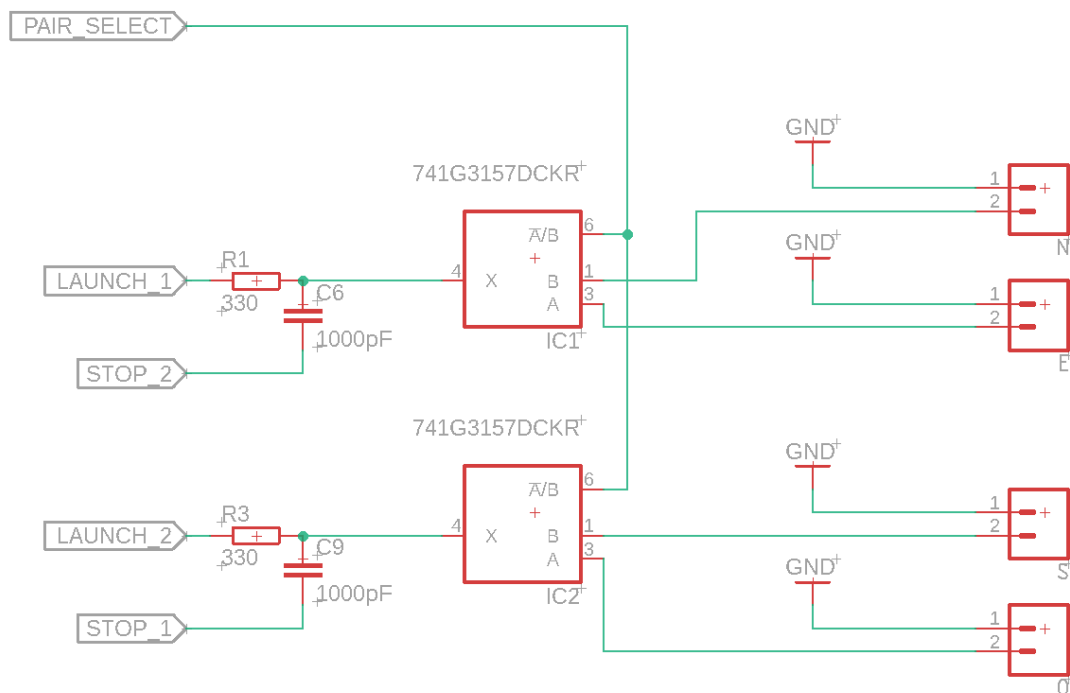 PAIR_SELECT
GND
741G3157DCKR
1
2
N
6
A/B
GND
R1
LAUNCH_1
330
C6
4
X
B
1
A
3
1
2
1000pF
IC1
E
STOP_2
741G3157DCKR
GND
6
A/B
1
2
R3
LAUNCH_2
330
C9
4
X
B
1
A
3
GND
S
1000pF
IC2
STOP_1
1
2